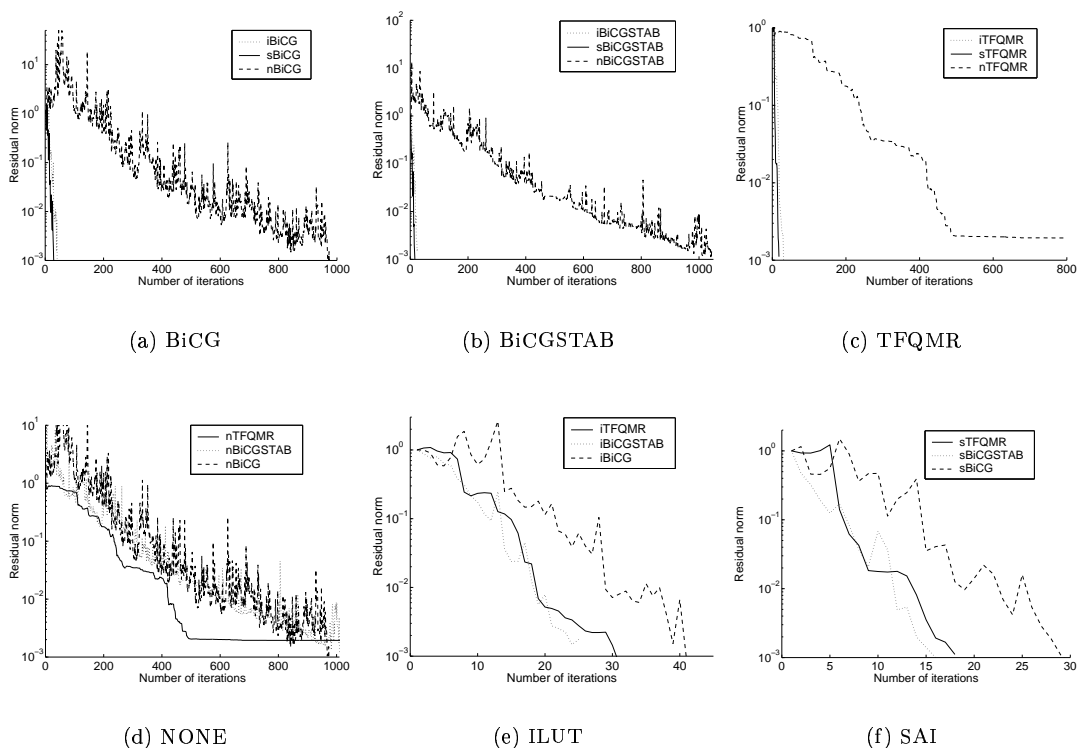 iBiCG
sBiCG
nBiCG
Residual norm
10^1
10^0
10^−1
10^−2
10^−3
0 200 400 600 800 1000
Number of iterations
(a) BiCG
iBiCGSTAB
sBiCGSTAB
nBiCGSTAB
Residual norm
10^2
10^1
10^0
10^−1
10^−2
10^−3
0 200 400 600 800 1000
Number of iterations
(b) BiCGSTAB
iTFQMR
sTFQMR
nTFQMR
Residual norm
10^0
10^−1
10^−2
10^−3
0 200 400 600 800
Number of iterations
(c) TFQMR
nTFQMR
nBiCGSTAB
nBiCG
Residual norm
10^1
10^0
10^−1
10^−2
10^−3
0 200 400 600 800 1000
Number of iterations
(d) NONE
iTFQMR
iBiCGSTAB
iBiCG
Residual norm
10^0
10^−1
10^−2
10^−3
0 10 20 30 40
Number of iterations
(e) ILUT
sTFQMR
sBiCGSTAB
sBiCG
Residual norm
10^0
10^−1
10^−2
10^−3
0 5 10 15 20 25 30
Number of iterations
(f) SAI